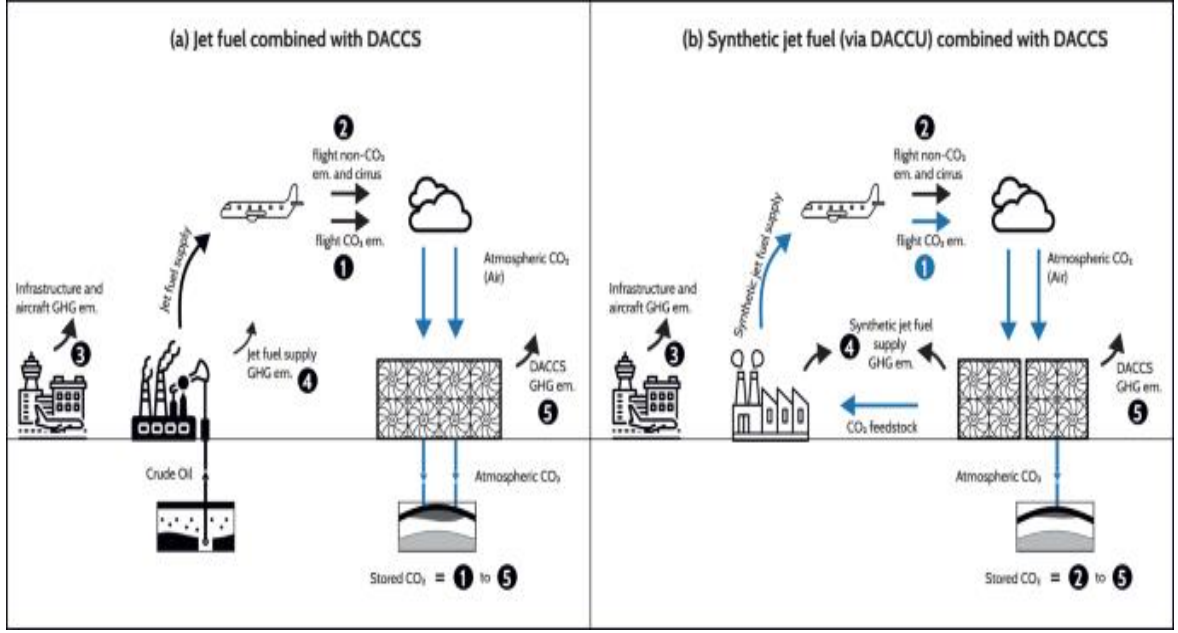 (a) Jet fuel combined with DACCS
2
flight non-CO₂
em. and cirrus
flight CO₂ em.
1
Jet fuel supply
Atmospheric CO₂
(Air)
Infrastructure and
aircraft GHG em.
3
Jet fuel supply
GHG em. 4
DACCS
GHG em.
5
Crude Oil
Atmospheric CO₂
Stored CO₂ = 1 to 5
(b) Synthetic jet fuel (via DACCU) combined with DACCS
2
flight non-CO₂
em. and cirrus
flight CO₂ em.
1
Synthetic jet fuel supply
Atmospheric CO₂
(Air)
Infrastructure and
aircraft GHG em.
3
Synthetic jet fuel
4 supply
GHG em.
DACCS
GHG em.
5
CO₂ feedstock
Atmospheric CO₂
Stored CO₂ = 2 to 5